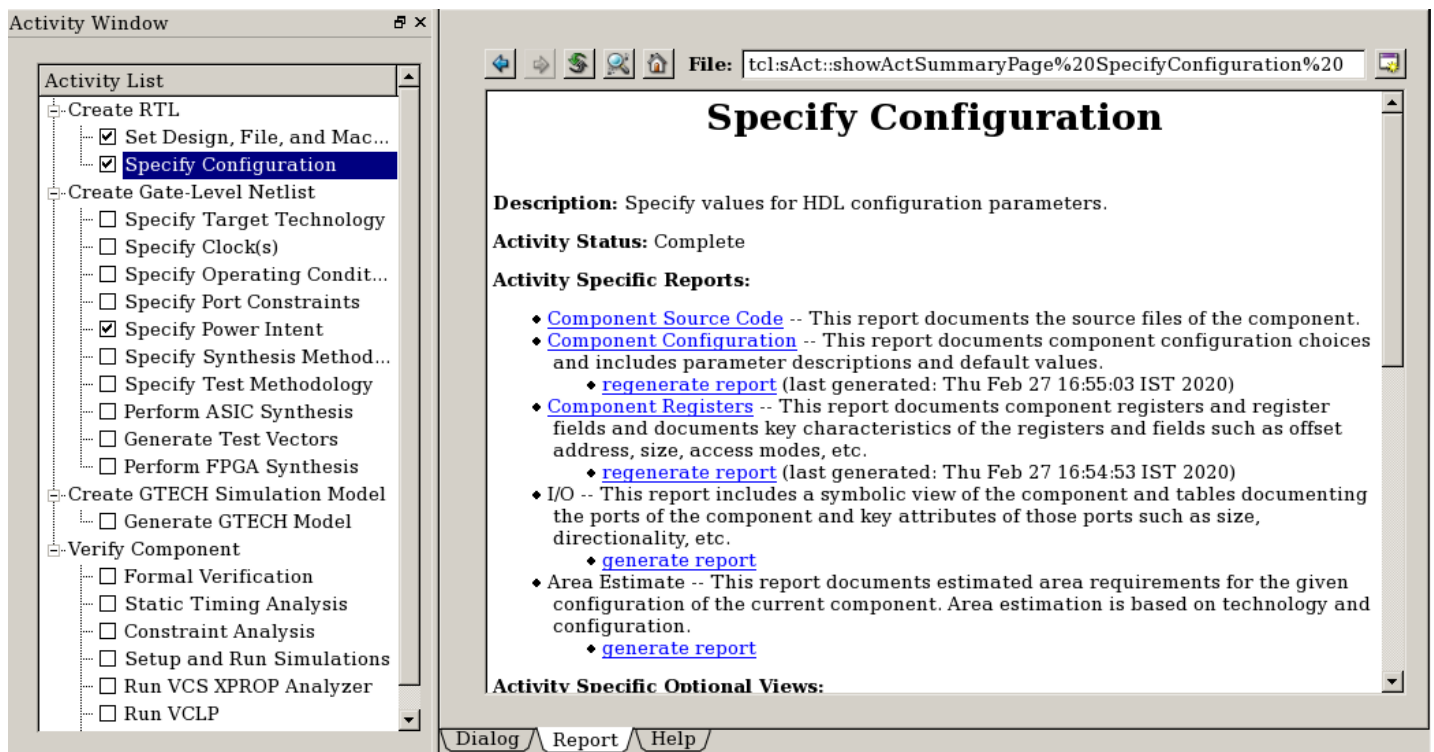 Activity Window
Activity List
Create RTL
Set Design, File, and Mac...
Specify Configuration
Create Gate-Level Netlist
Specify Target Technology
Specify Clock(s)
Specify Operating Condit...
Specify Port Constraints
Specify Power Intent
Specify Synthesis Method...
Specify Test Methodology
Perform ASIC Synthesis
Generate Test Vectors
Perform FPGA Synthesis
Create GTECH Simulation Model
Generate GTECH Model
Verify Component
Formal Verification
Static Timing Analysis
Constraint Analysis
Setup and Run Simulations
Run VCS XPROP Analyzer
Run VCLP
File: tcl:sAct::showActSummaryPage%20SpecifyConfiguration%20
Specify Configuration
Description: Specify values for HDL configuration parameters.
Activity Status: Complete
Activity Specific Reports:
Component Source Code -- This report documents the source files of the component.
Component Configuration -- This report documents component configuration choices
and includes parameter descriptions and default values.
regenerate report (last generated: Thu Feb 27 16:55:03 IST 2020)
Component Registers -- This report documents component registers and register
fields and documents key characteristics of the registers and fields such as offset
address, size, access modes, etc.
regenerate report (last generated: Thu Feb 27 16:54:53 IST 2020)
I/O -- This report includes a symbolic view of the component and tables documenting
the ports of the component and key attributes of those ports such as size,
directionality, etc.
generate report
Area Estimate -- This report documents estimated area requirements for the given
configuration of the current component. Area estimation is based on technology and
configuration.
generate report
Activity Specific Optional Views:
Dialog Report Help